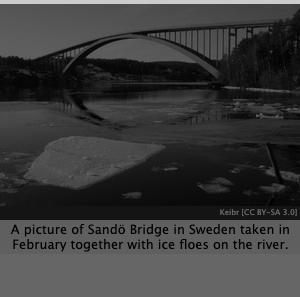 Keibr [CC BY-SA 3.0]
A picture of Sandö Bridge in Sweden taken in
February together with ice floes on the river.